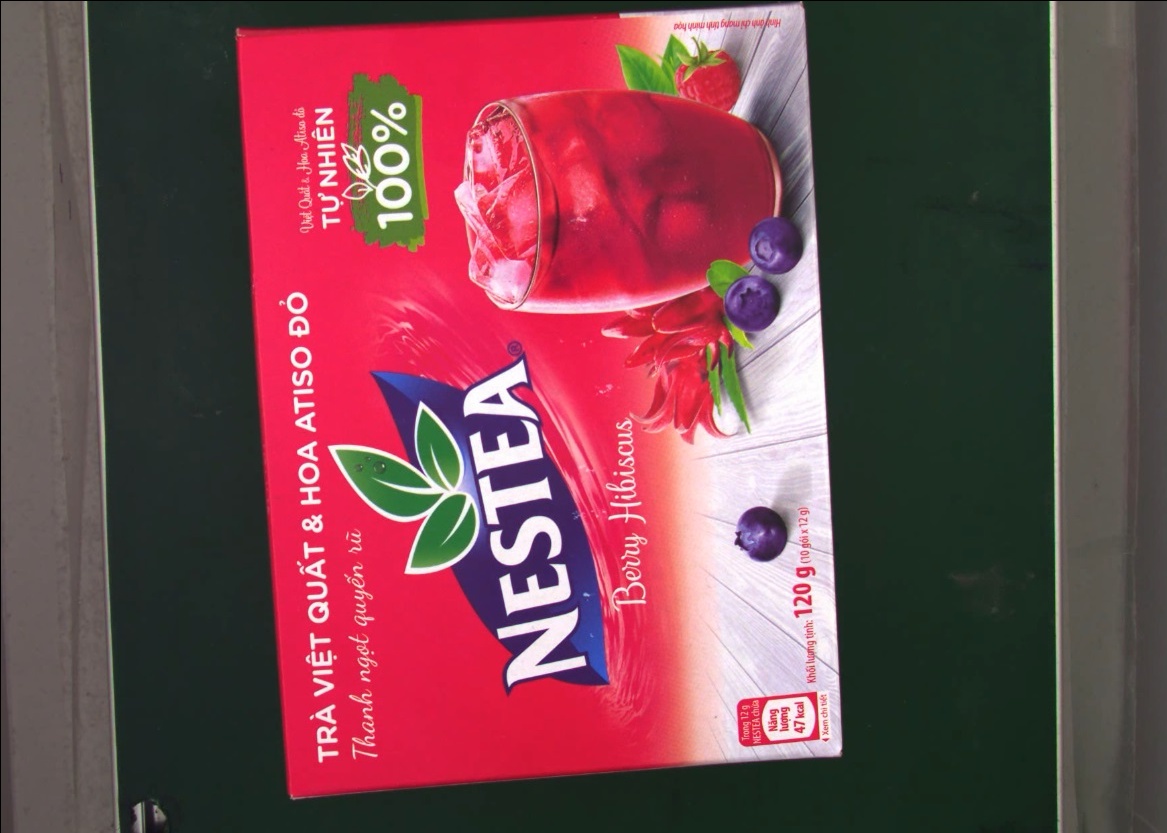 TRÀ VIỆT QUẤT & HOA ATISO ĐỎ
Thanh ngọt quyến rũ
Việt Quất & Hoa Atiso đỏ
TỰ NHIÊN
100%
NESTEA®
Berry Hibiscus
Trong 12 g
NESTEA chứa
Năng
lượng
47 kcal
Xem chi tiết
Khối lượng tịnh: 120 g (10 gói x 12 g)
Hình ảnh chỉ mang tính minh họa